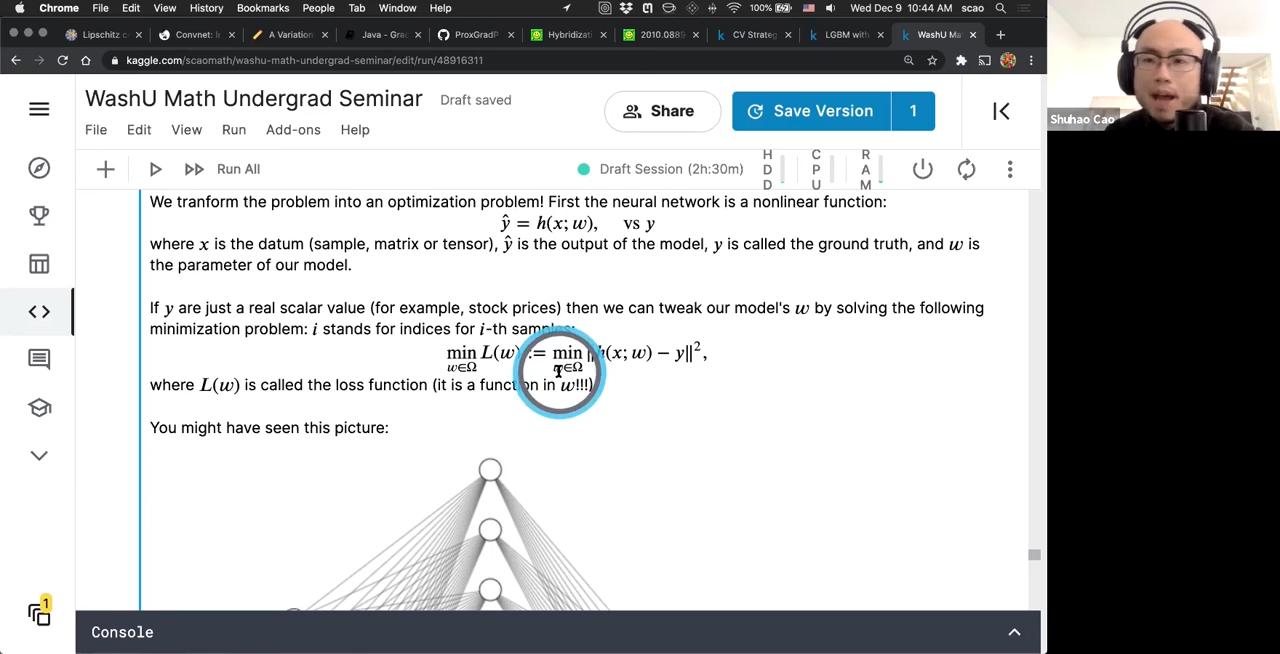 Chrome File Edit View History Bookmarks People Tab Window Help 100% Wed Dec 9 10:44 AM scao
Lipschitz c Convnet: I A Variation Java - Gra ProxGradP Hybridizati 2010.088 CV Strateg LGBM with WashU Ma
kaggle.com/scaomath/washu-math-undergrad-seminar/edit/run/48916311
WashU Math Undergrad Seminar Draft saved
Share
Save Version 1
File Edit View Run Add-ons Help
Run All
Draft Session (2h:30m)
HDD
CPU
RAM
Shuhao Cao
We tranform the problem into an optimization problem! First the neural network is a nonlinear function:
ŷ = h(x; w), vs y
where x is the datum (sample, matrix or tensor), ŷ is the output of the model, y is called the ground truth, and w is
the parameter of our model.
If y are just a real scalar value (for example, stock prices) then we can tweak our model's w by solving the following
minimization problem: i stands for indices for i-th samples:
min w∈Ω L(w) := min w∈Ω ‖h(x; w) − y‖²,
where L(w) is called the loss function (it is a function in w!!!)
You might have seen this picture:
1
Console